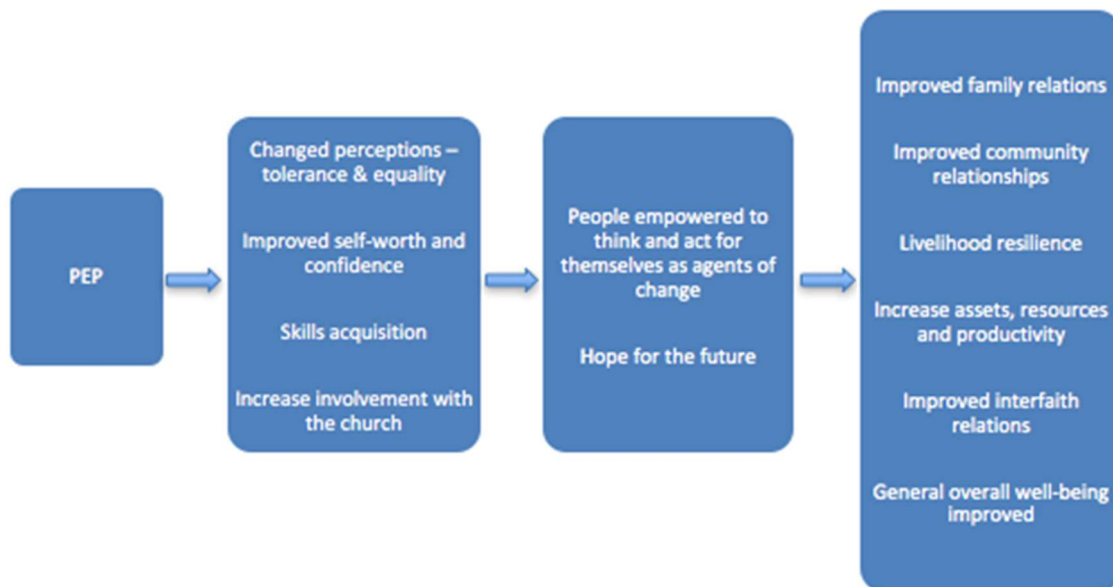 PEP
Changed perceptions –
tolerance & equality
Improved self-worth and
confidence
Skills acquisition
Increase involvement with
the church
People empowered to
think and act for
themselves as agents of
change
Hope for the future
Improved family relations
Improved community
relationships
Livelihood resilience
Increase assets, resources
and productivity
Improved interfaith
relations
General overall well-being
improved